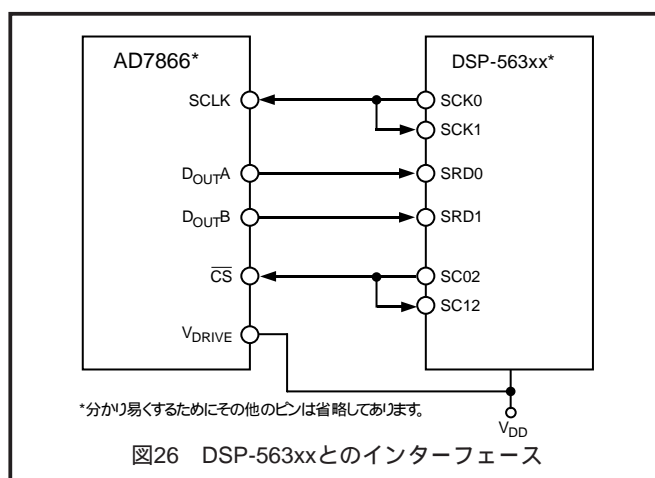 AD7866*
DSP-563xx*
SCLK
SCK0
SCK1
DOUTA
SRD0
DOUTB
SRD1
CS
SC02
SC12
VDRIVE
*分かり易くするためにその他のピンは省略してあります。
VDD
図26 DSP-563xxとのインターフェース